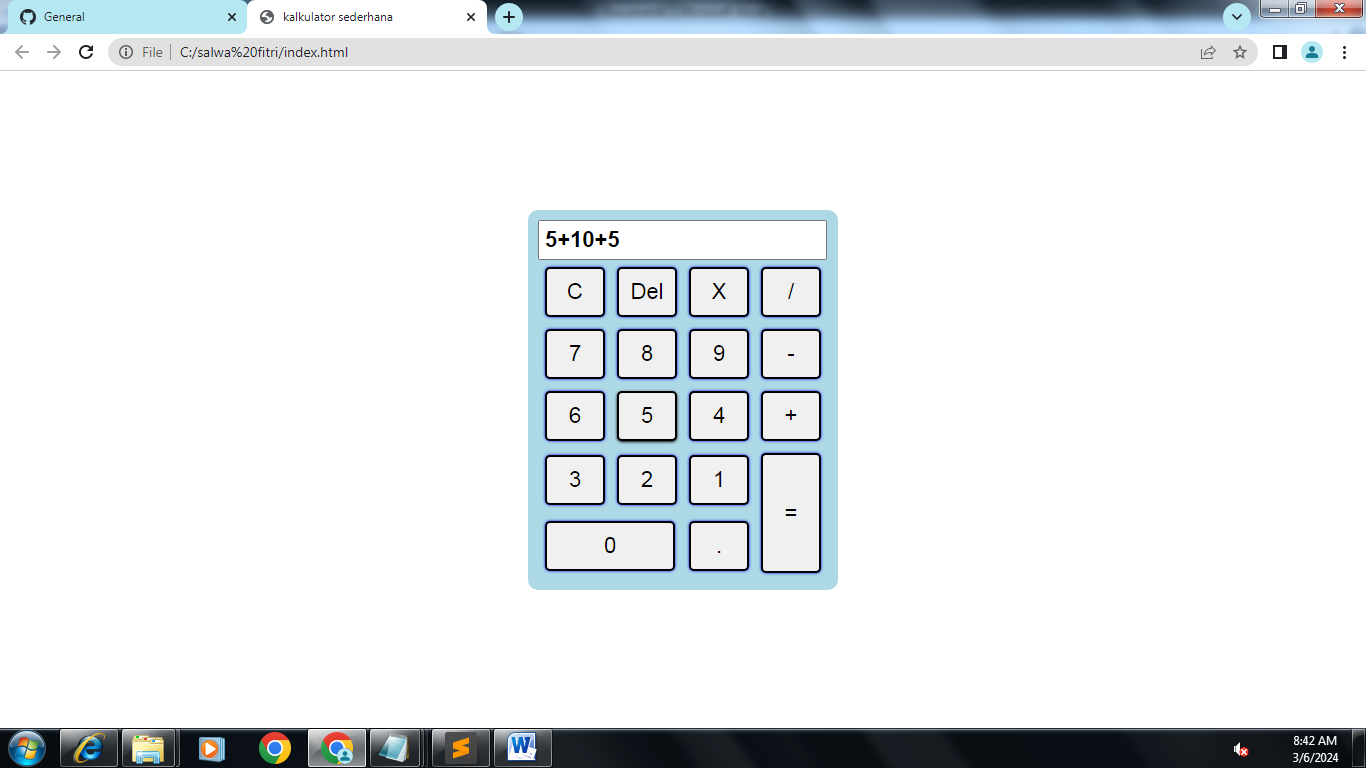 General
kalkulator sederhana
File
C:/salwa%20fitri/index.html
5+10+5
C Del X /
7 8 9 -
6 5 4 +
3 2 1
=
0 .
8:42 AM
3/6/2024